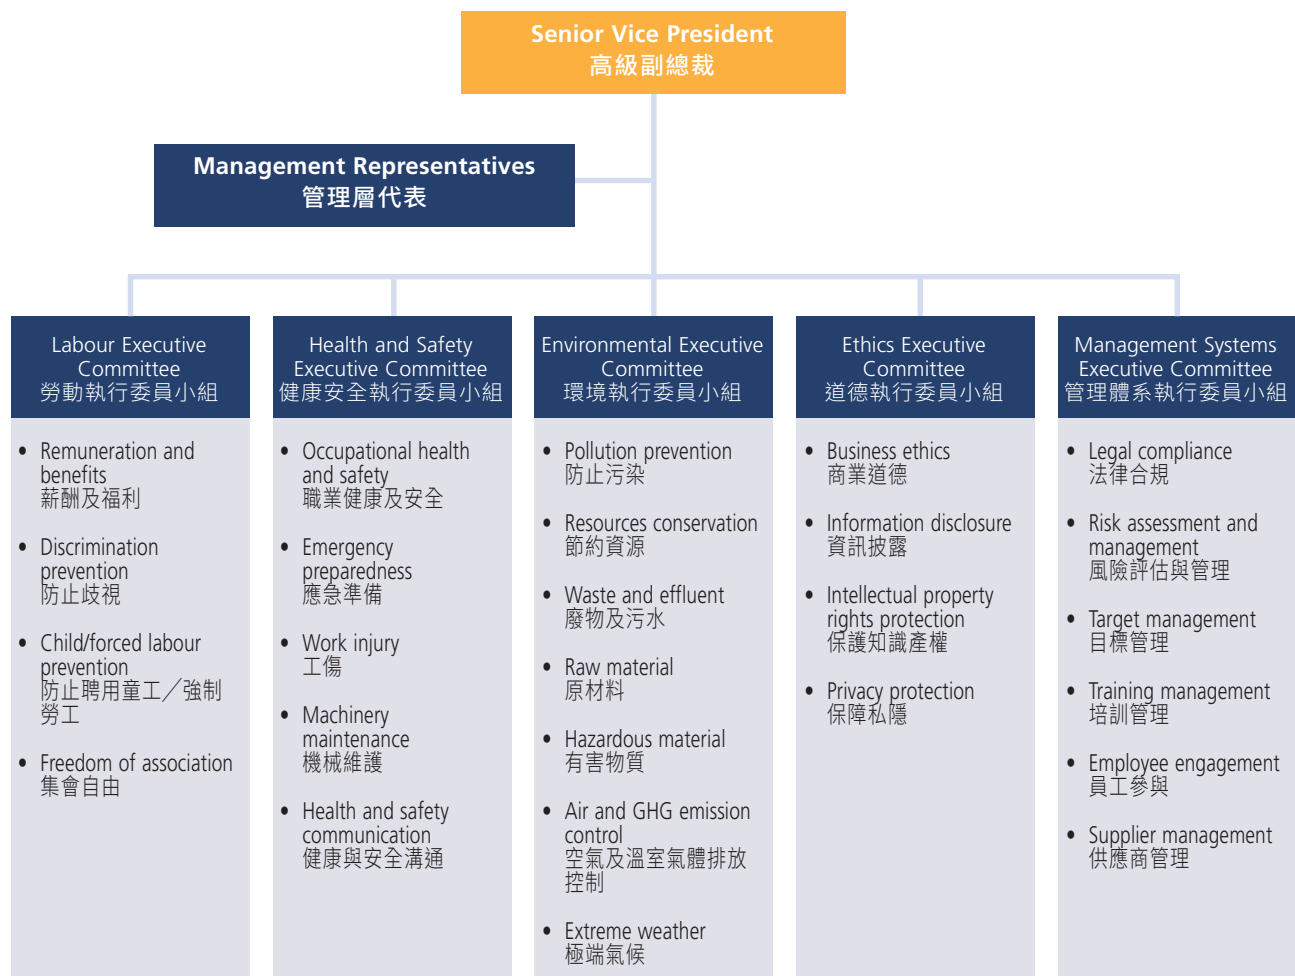 Senior Vice President
高級副總裁
Management Representatives
管理層代表
Labour Executive
Committee
勞動執行委員小組
• Remuneration and
benefits
薪酬及福利
• Discrimination
prevention
防止歧視
• Child/forced labour
prevention
防止聘用童工／強制
勞工
• Freedom of association
集會自由
Health and Safety
Executive Committee
健康安全執行委員小組
• Occupational health
and safety
職業健康及安全
• Emergency
preparedness
應急準備
• Work injury
工傷
• Machinery
maintenance
機械維護
• Health and safety
communication
健康與安全溝通
Environmental Executive
Committee
環境執行委員小組
• Pollution prevention
防止污染
• Resources conservation
節約資源
• Waste and effluent
廢物及污水
• Raw material
原材料
• Hazardous material
有害物質
• Air and GHG emission
control
空氣及溫室氣體排放
控制
• Extreme weather
極端氣候
Ethics Executive
Committee
道德執行委員小組
• Business ethics
商業道德
• Information disclosure
資訊披露
• Intellectual property
rights protection
保護知識產權
• Privacy protection
保障私隱
Management Systems
Executive Committee
管理體系執行委員小組
• Legal compliance
法律合規
• Risk assessment and
management
風險評估與管理
• Target management
目標管理
• Training management
培訓管理
• Employee engagement
員工參與
• Supplier management
供應商管理